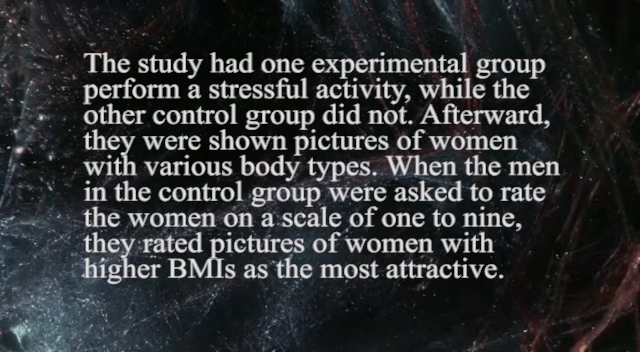 The study had one experimental group
perform a stressful activity, while the
other control group did not. Afterward,
they were shown pictures of women
with various body types. When the men
in the control group were asked to rate
the women on a scale of one to nine,
they rated pictures of women with
higher BMIs as the most attractive.